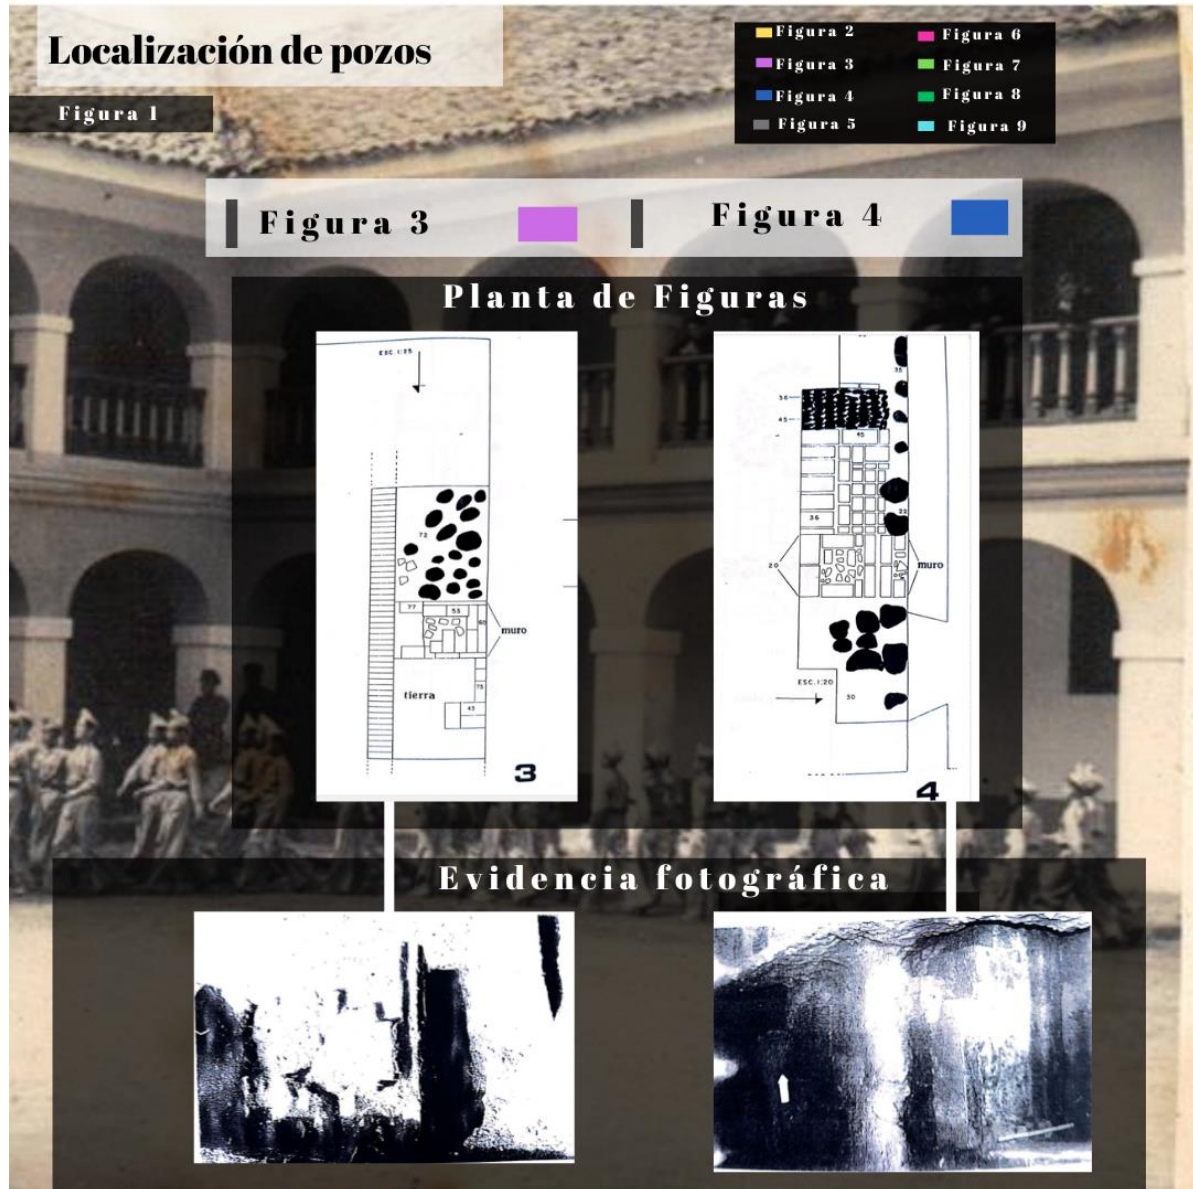 Localización de pozos
Figura 1
Figura 2
Figura 3
Figura 4
Figura 5
Figura 6
Figura 7
Figura 8
Figura 9
Figura 3
Figura 4
Planta de Figuras
ESC. 1:25
72
77
53
60
muro
tierra
75
43
3
35
36
45
45
36
22
20
muro
ESC. 1:20
30
4
Evidencia fotográfica